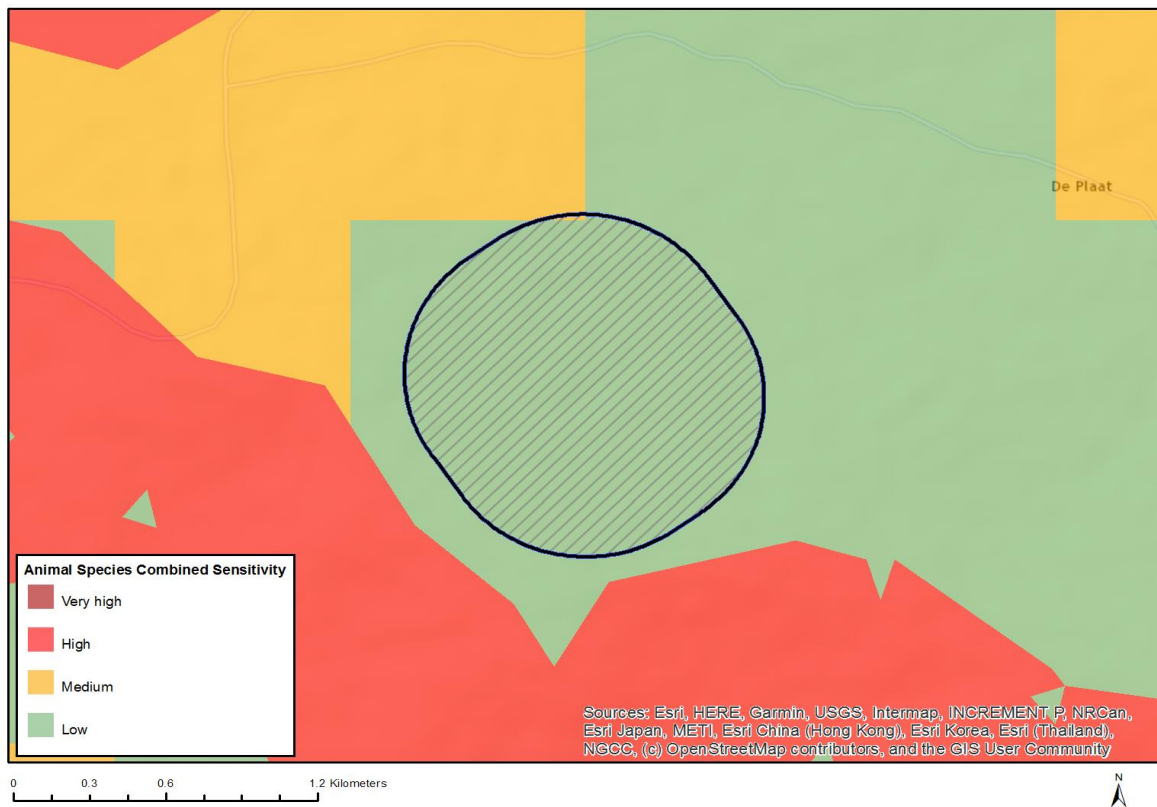 De Plaat
Animal Species Combined Sensitivity
Very high
High
Medium
Low
Sources: Esri, HERE, Garmin, USGS, Intermap, INCREMENT P, NRCan,
Esri Japan, METI, Esri China (Hong Kong), Esri Korea, Esri (Thailand),
NGCC, (c) OpenStreetMap contributors, and the GIS User Community
0 0.3 0.6 1.2 Kilometers
N